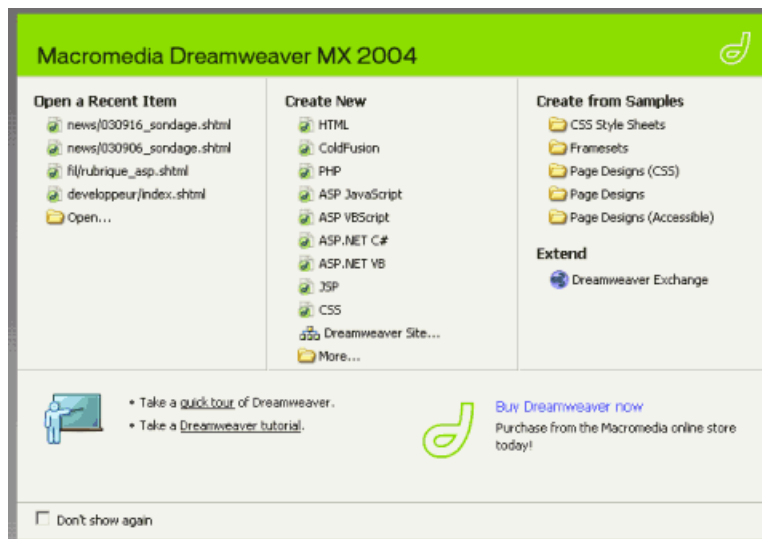 Macromedia Dreamweaver MX 2004
Open a Recent Item
news/030916_sondage.shtml
news/030906_sondage.shtml
fil/rubrique_asp.shtml
developpeur/index.shtml
Open...
Create New
HTML
ColdFusion
PHP
ASP JavaScript
ASP VBScript
ASP.NET C#
ASP.NET VB
JSP
CSS
Dreamweaver Site...
More...
Create from Samples
CSS Style Sheets
Framesets
Page Designs (CSS)
Page Designs
Page Designs (Accessible)
Extend
Dreamweaver Exchange
• Take a quick tour of Dreamweaver.
• Take a Dreamweaver tutorial.
Buy Dreamweaver now
Purchase from the Macromedia online store
today!
Don't show again